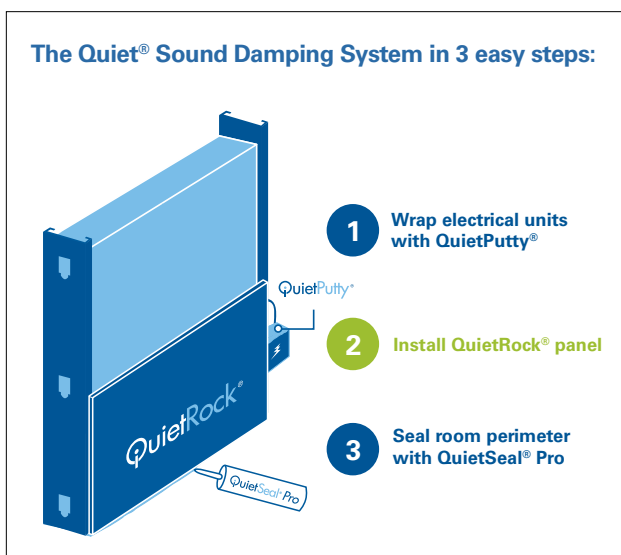 The Quiet® Sound Damping System in 3 easy steps:
1
Wrap electrical units
with QuietPutty®
QuietPutty®
2
Install QuietRock® panel
QuietRock®
3
Seal room perimeter
with QuietSeal® Pro
QuietSeal® Pro